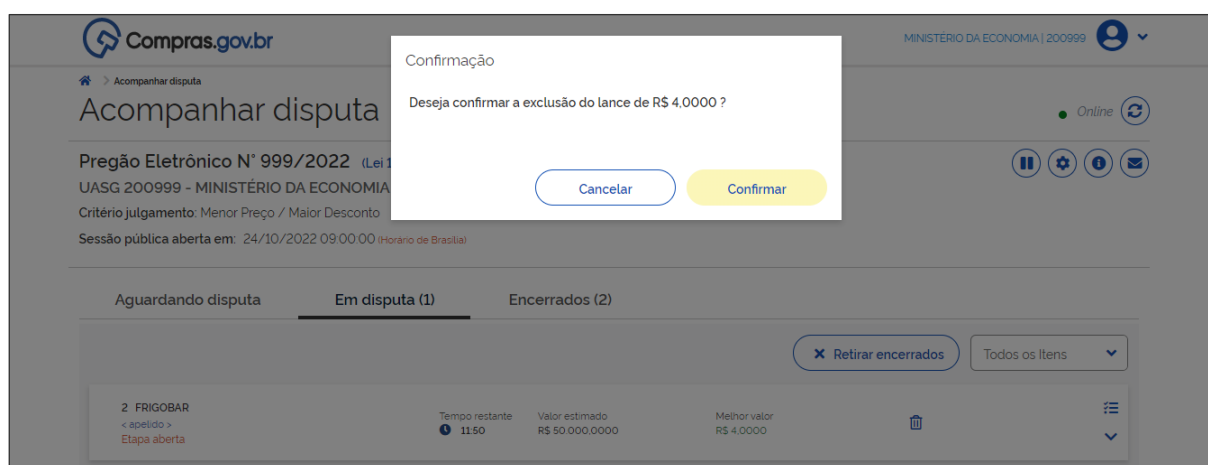 Compras.gov.br
MINISTÉRIO DA ECONOMIA | 200999
Confirmação
Deseja confirmar a exclusão do lance de R$ 4,0000 ?
Cancelar
Confirmar
> Acompanhar disputa
Acompanhar disputa
Online
Pregão Eletrônico N° 999/2022 (Lei 1
UASG 200999 - MINISTÉRIO DA ECONOMIA
Critério julgamento: Menor Preço / Maior Desconto
Sessão pública aberta em: 24/10/2022 09:00:00 (Horário de Brasília)
Aguardando disputa
Em disputa (1)
Encerrados (2)
Retirar encerrados
Todos os Itens
2 FRIGOBAR
< apelido >
Etapa aberta
Tempo restante
11:50
Valor estimado
R$ 50.000,0000
Melhor valor
R$ 4,0000